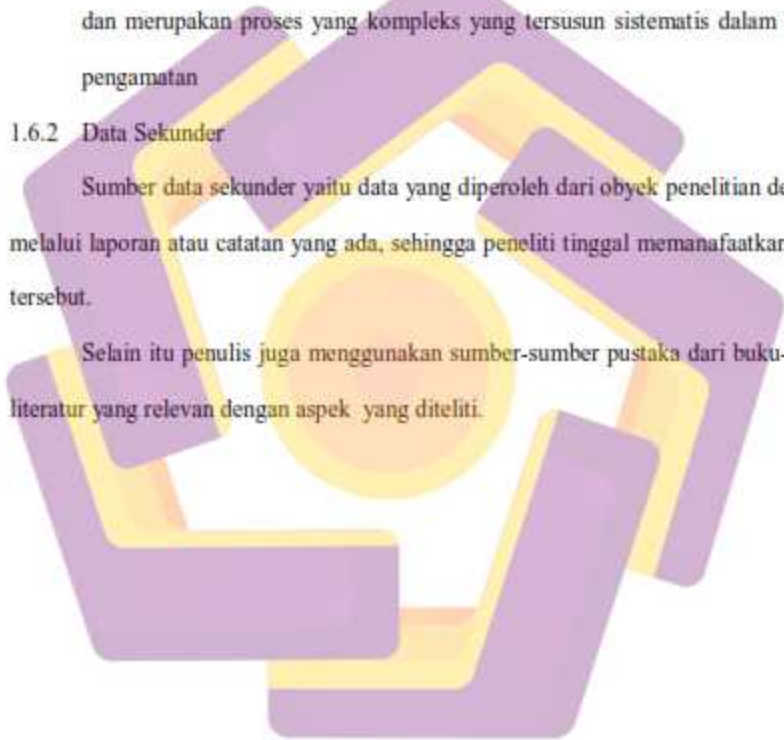 dan merupakan proses yang kompleks yang tersusun sistematis dalam
pengamatan
1.6.2 Data Sekunder
Sumber data sekunder yaitu data yang diperoleh dari obyek penelitian
melalui laporan atau catatan yang ada, sehingga peneliti tinggal memanafaatkan
tersebut.
Selain itu penulis juga menggunakan sumber-sumber pustaka dari buku-
literatur yang relevan dengan aspek yang diteliti.